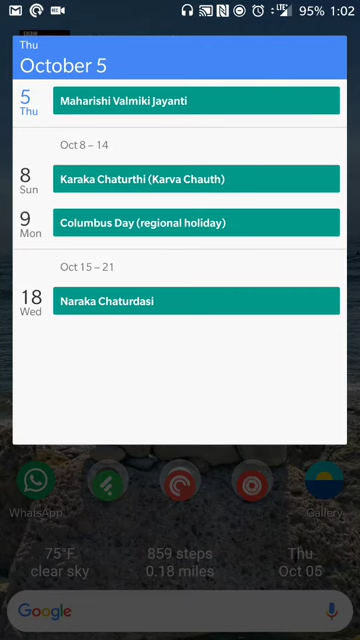 95% 1:02
Thu
October 5
5
Thu
Maharishi Valmiki Jayanti
Oct 8 – 14
8
Sun
Karaka Chaturthi (Karva Chauth)
9
Mon
Columbus Day (regional holiday)
Oct 15 – 21
18
Wed
Naraka Chaturdasi
WhatsApp
Gallery
75°F
clear sky
859 steps
0.18 miles
Thu
Oct 05
Google